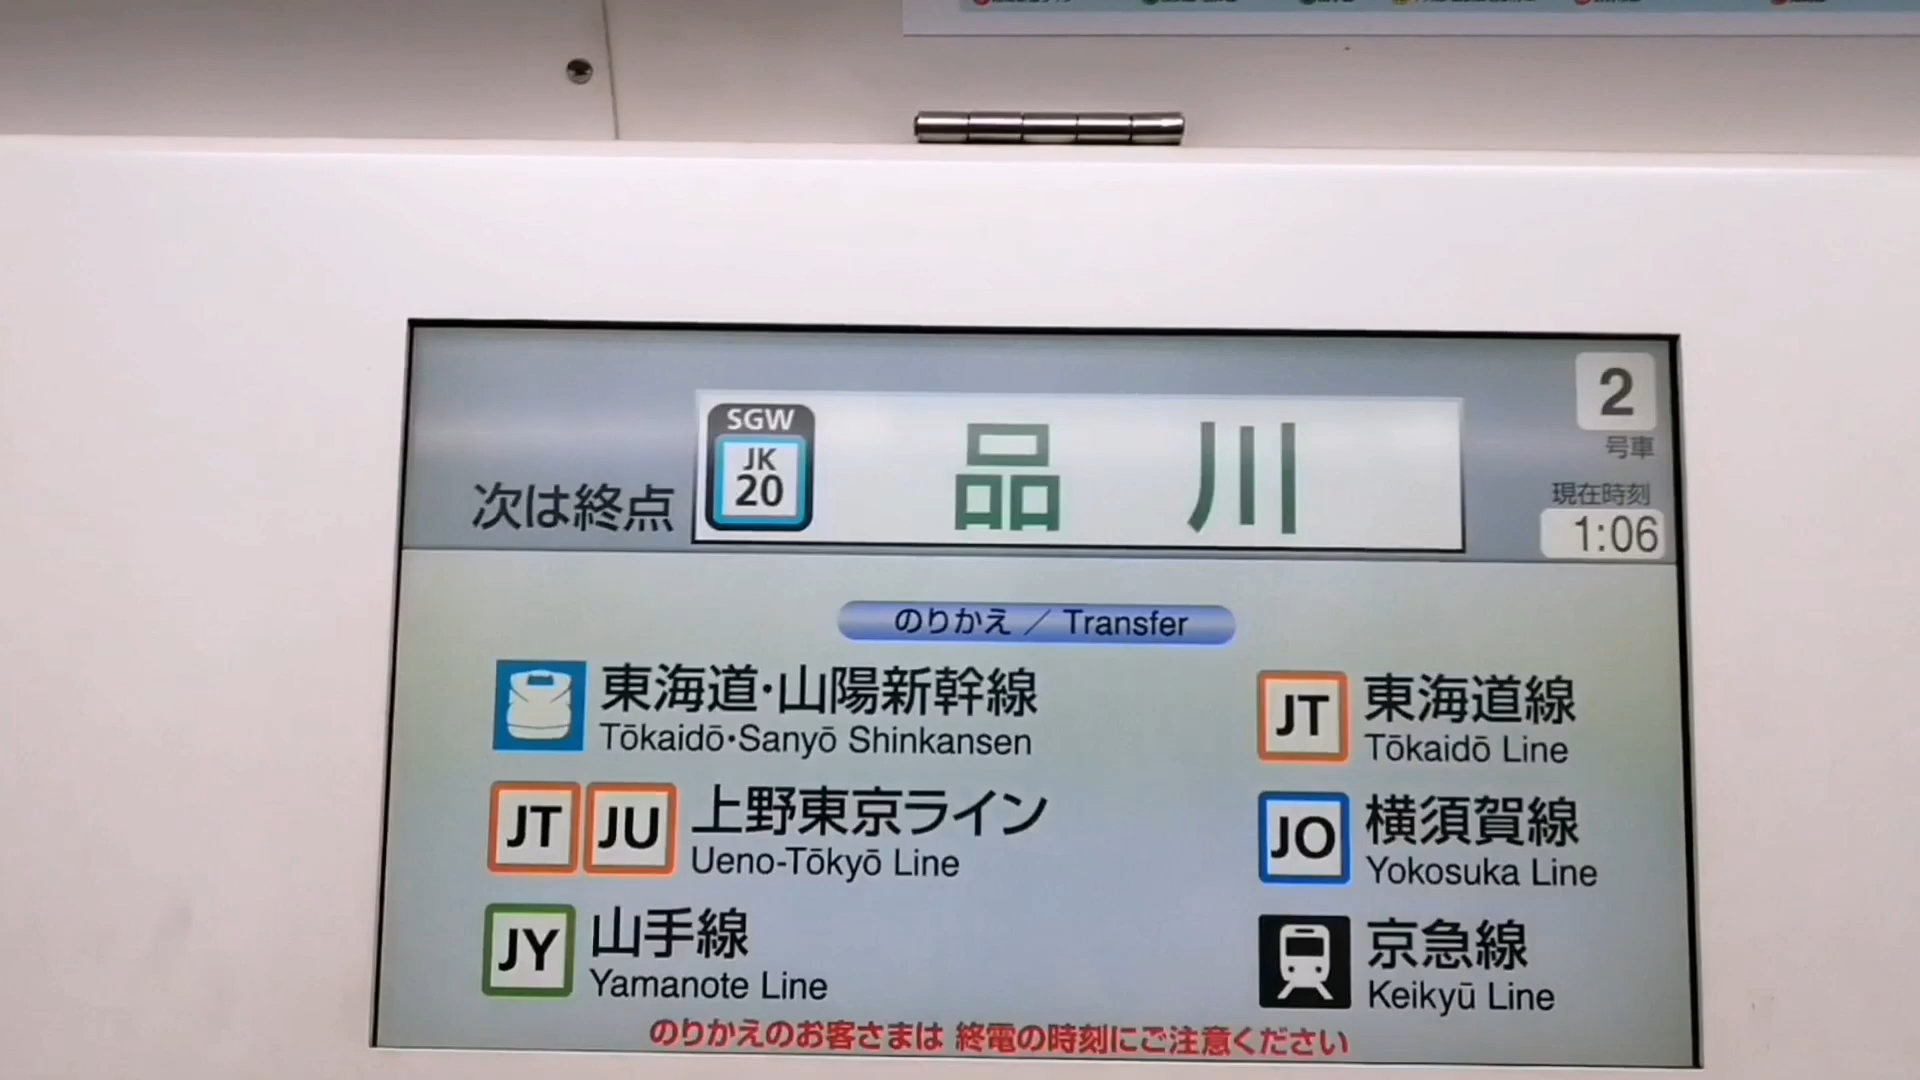 2
号車
現在時刻
1:06
次は終点
SGW
JK
20
品川
のりかえ / Transfer
東海道・山陽新幹線
Tōkaidō・Sanyō Shinkansen
JT 東海道線
Tōkaidō Line
JT JU 上野東京ライン
Ueno-Tōkyō Line
JO 横須賀線
Yokosuka Line
JY 山手線
Yamanote Line
京急線
Keikyū Line
のりかえのお客さまは 終電の時刻にご注意ください